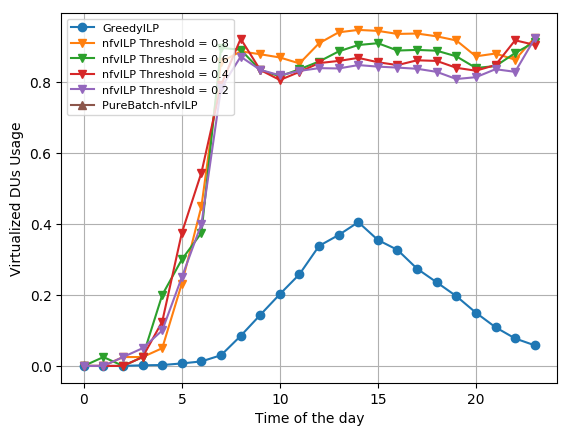 GreedyILP
nfvILP Threshold = 0.8
nfvILP Threshold = 0.6
nfvILP Threshold = 0.4
nfvILP Threshold = 0.2
PureBatch-nfvILP
Virtualized DUs Usage
0.8
0.6
0.4
0.2
0.0
0 5 10 15 20
Time of the day